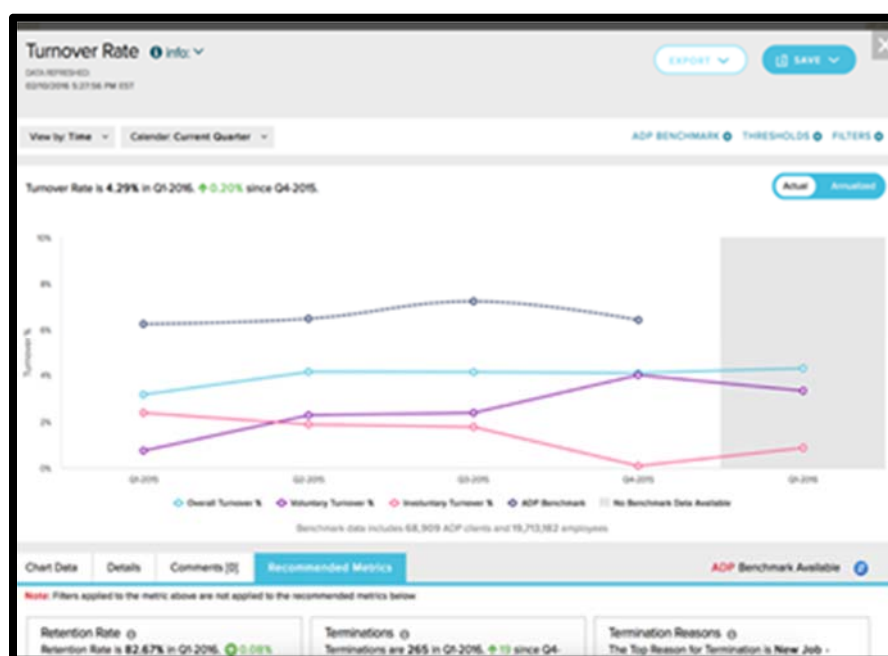 Turnover Rate info:
DATA REFRESHED:
02/10/2016 5:27:56 PM EST
EXPORT
SAVE
View by: Time
Calendar: Current Quarter
ADP BENCHMARK
THRESHOLDS
FILTERS
Turnover Rate is 4.29% in Q1-2016. 0.20% since Q4-2015.
Actual Annualized
10%
8%
6%
4%
2%
0%
Turnover %
Q1-2015 Q2-2015 Q3-2015 Q4-2015 Q1-2016
Overall Turnover % Voluntary Turnover % Involuntary Turnover % ADP Benchmark No Benchmark Data Available
Benchmark data includes 68,909 ADP clients and 19,713,182 employees
Chart Data Details Comments [0] Recommended Metrics ADP Benchmark Available
Note: Filters applied to the metric above are not applied to the recommended metrics below
Retention Rate
Retention Rate is 82.67% in Q1-2016. 0.08%
Terminations
Terminations are 265 in Q1-2016. 19 since Q4-
Termination Reasons
The Top Reason for Termination is New Job -